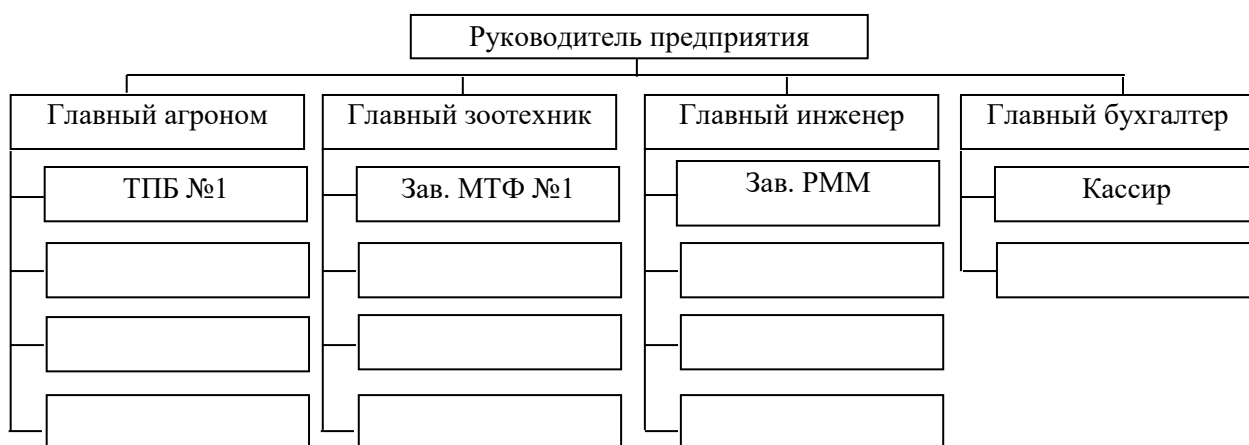 Руководитель предприятия
Главный агроном
Главный зоотехник
Главный инженер
Главный бухгалтер
ТПБ №1
Зав. МТФ №1
Зав. РММ
Кассир